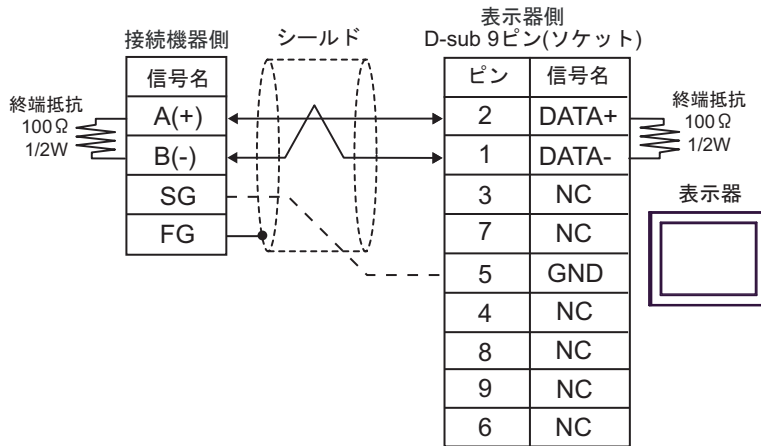 接続機器側
シールド
表示器側
D-sub 9ピン(ソケット)
信号名
ピン 信号名
終端抵抗
100Ω
1/2W
A(+)
B(-)
SG
FG
2 DATA+
1 DATA-
3 NC
7 NC
5 GND
4 NC
8 NC
9 NC
6 NC
終端抵抗
100Ω
1/2W
表示器